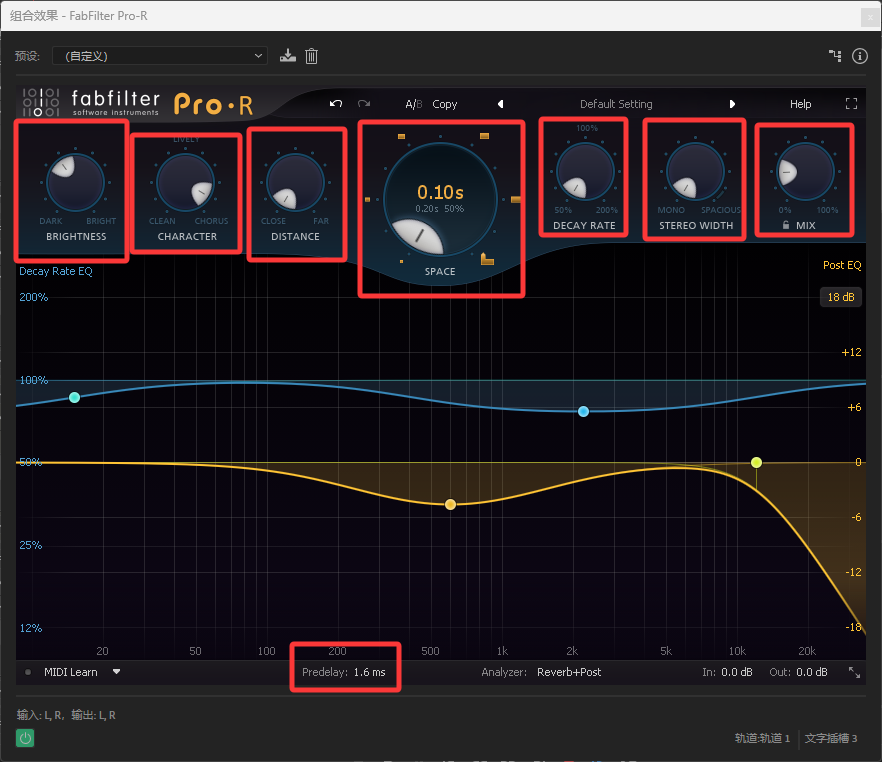 组合效果 - FabFilter Pro-R
预设: (自定义)
fabfilter Pro·R
software instruments
A/B Copy Default Setting Help
LIVELY
100%
DARK BRIGHT
BRIGHTNESS
CLEAN CHORUS
CHARACTER
CLOSE FAR
DISTANCE
0.10s
0.20s 50%
SPACE
50% 200%
DECAY RATE
MONO SPACIOUS
STEREO WIDTH
0% 100%
MIX
Decay Rate EQ Post EQ
200% 18 dB
+12
100%
+6
50% 0
-6
25%
-12
12% -18
20 50 100 200 500 1k 2k 5k 10k 20k
MIDI Learn Predelay: 1.6 ms Analyzer: Reverb+Post In: 0.0 dB Out: 0.0 dB
输入: L, R, 输出: L, R
轨道:轨道 1 文字插槽 3